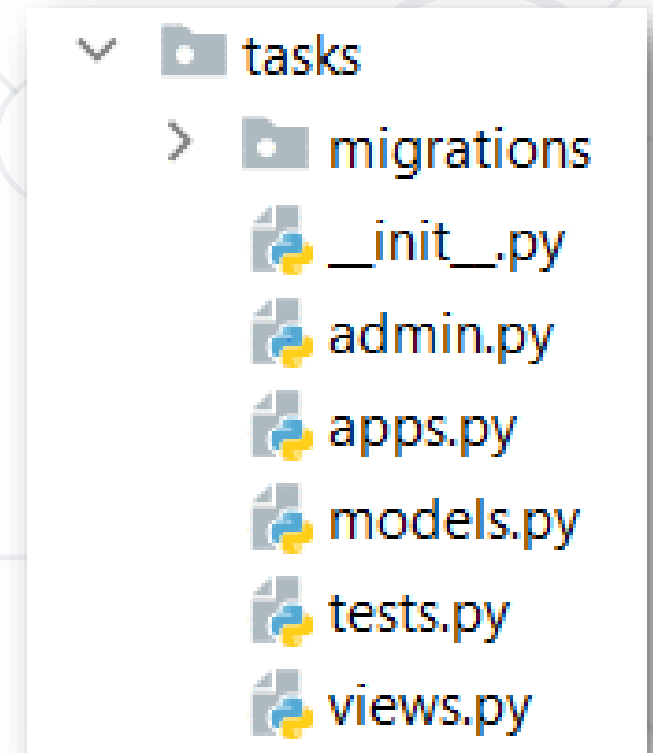 tasks
migrations
__init__.py
admin.py
apps.py
models.py
tests.py
views.py